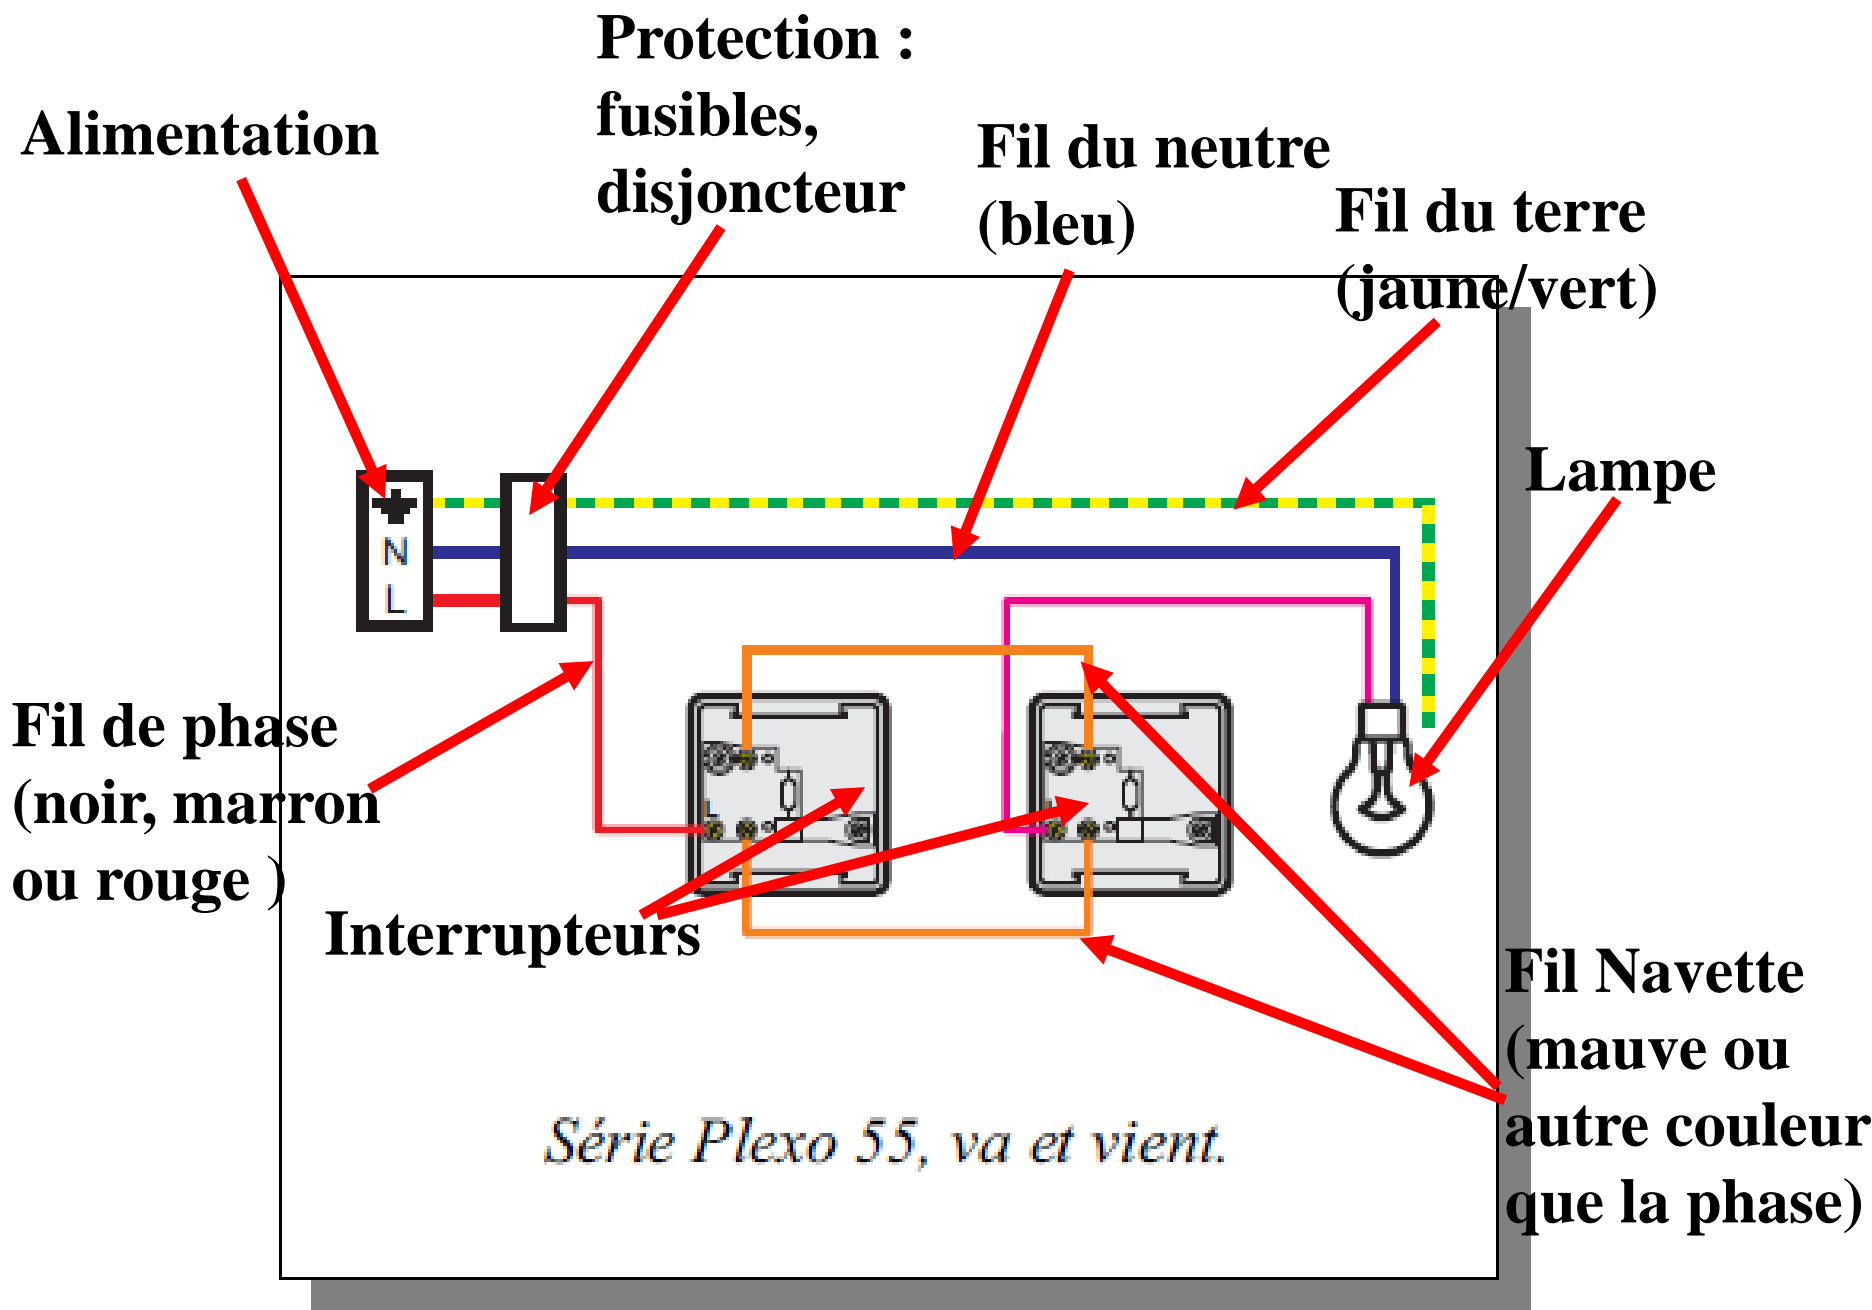 Protection :
fusibles,
disjoncteur
Alimentation
Fil du neutre
(bleu)
Fil du terre
(jaune/vert)
Lampe
N
L
Fil de phase
(noir, marron
ou rouge )
L
Interrupteurs
Fil Navette
(mauve ou
autre couleur
que la phase)
Série Plexo 55, va et vient.